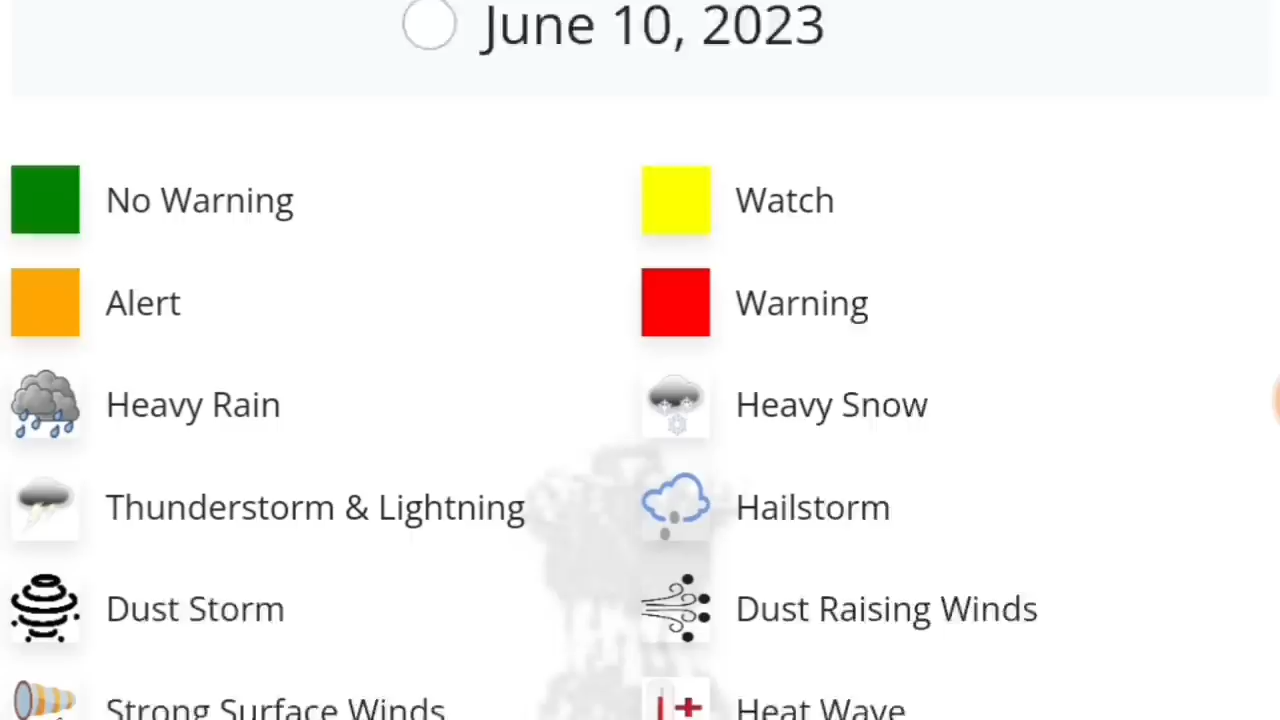 June 10, 2023
No Warning
Watch
Alert
Warning
Heavy Rain
Heavy Snow
Thunderstorm & Lightning
Hailstorm
Dust Storm
Dust Raising Winds
Strong Surface Winds
Heat Wave